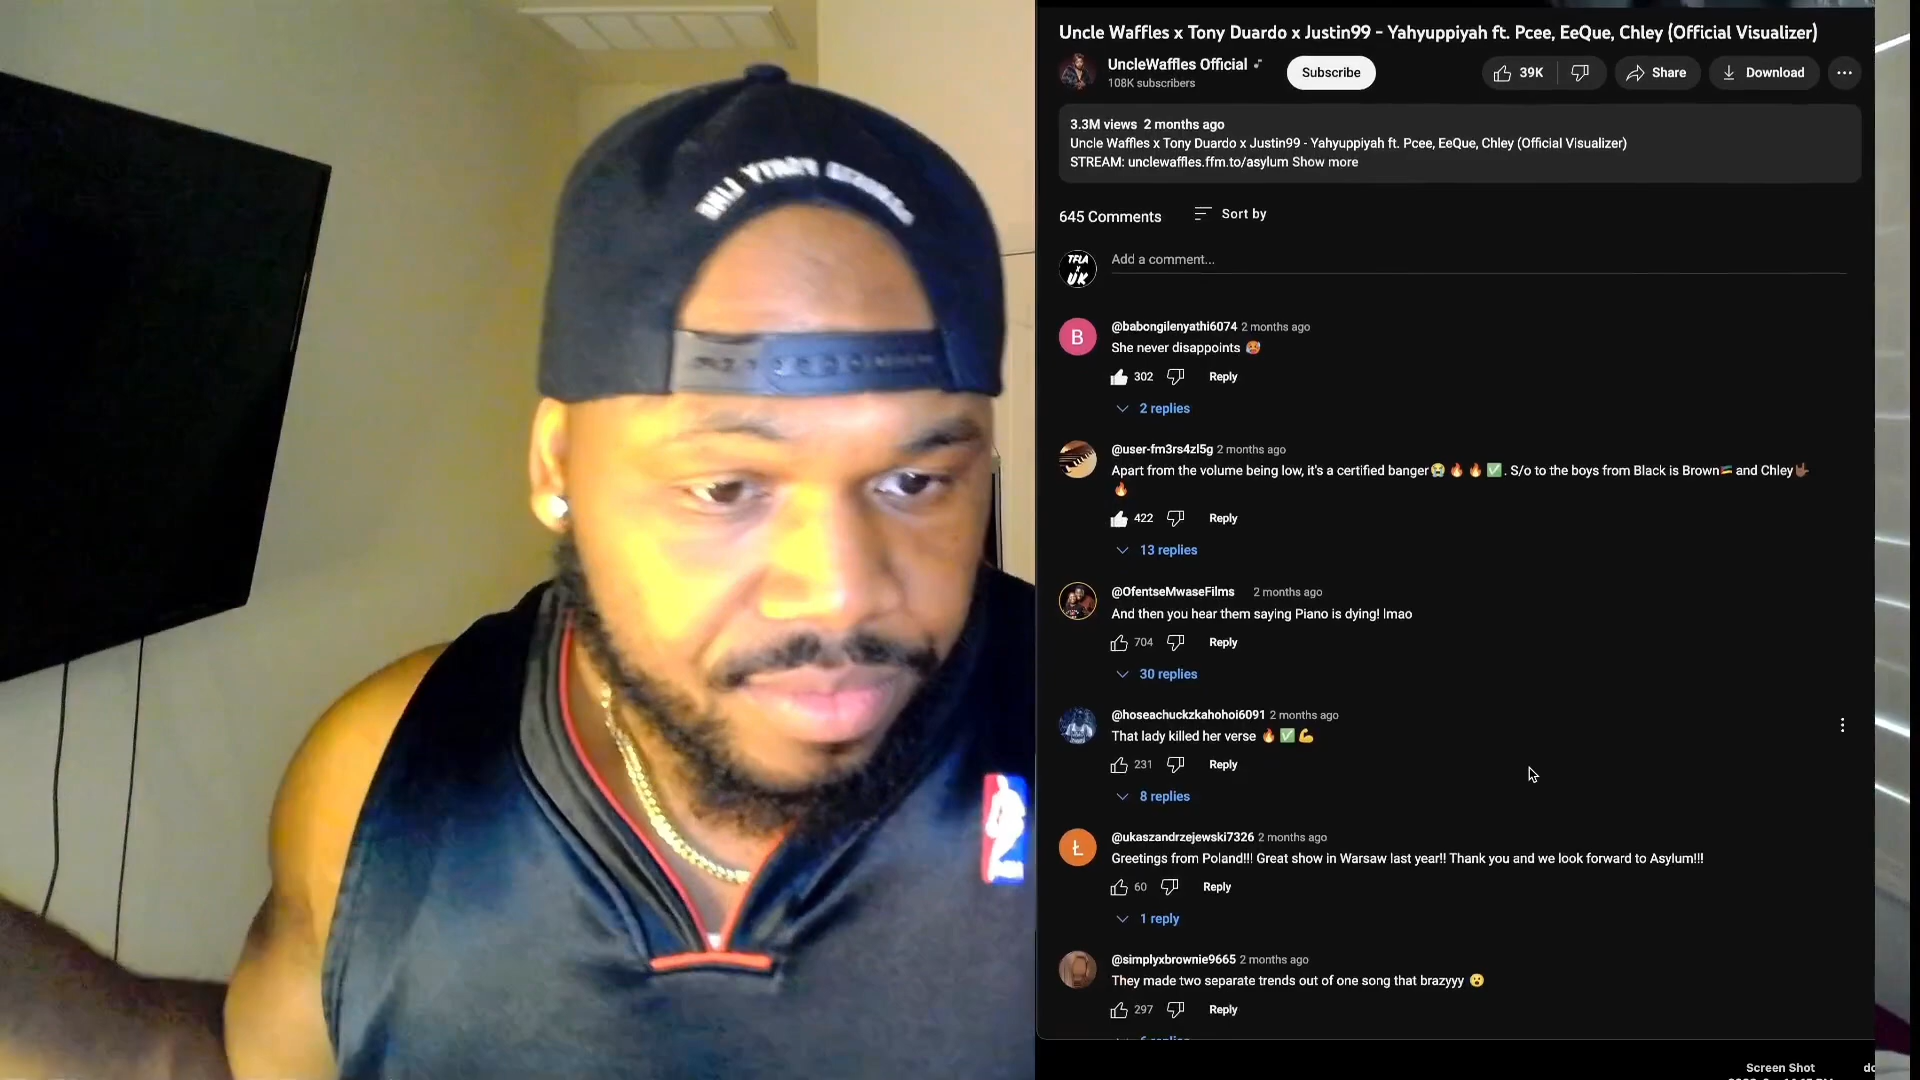 Uncle Waffles x Tony Duardo x Justin99 - Yahyuppiyah ft. Pcee, EeQue, Chley (Official Visualizer)
UncleWaffles Official
108K subscribers
Subscribe
39K
Share
Download
3.3M views 2 months ago
Uncle Waffles x Tony Duardo x Justin99 - Yahyuppiyah ft. Pcee, EeQue, Chley (Official Visualizer)
STREAM: unclewaffles.ffm.to/asylum Show more
645 Comments
Sort by
TFLA
x
UK
Add a comment...
B
@babongilenyathi6074 2 months ago
She never disappoints 🥵
302
Reply
2 replies
@user-fm3rs4zl5g 2 months ago
Apart from the volume being low, it's a certified banger😭🔥🔥✅. S/o to the boys from Black is Brown and Chley🤟🏾
🔥
422
Reply
13 replies
@OfentseMwaseFilms 2 months ago
And then you hear them saying Piano is dying! lmao
704
Reply
30 replies
@hoseachuckzkahohoi6091 2 months ago
That lady killed her verse 🔥✅💪
231
Reply
8 replies
Ł
@ukaszandrzejewski7326 2 months ago
Greetings from Poland!!! Great show in Warsaw last year!! Thank you and we look forward to Asylum!!!
60
Reply
1 reply
@simplyxbrownie9665 2 months ago
They made two separate trends out of one song that brazyyy 😮
297
Reply
Screen Shot